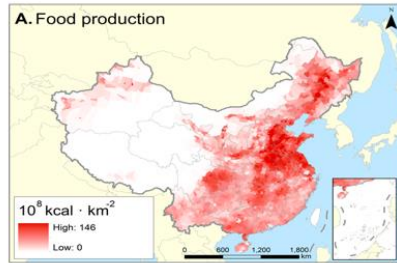 A. Food production
N
10⁸ kcal · km⁻²
High: 146
Low: 0
0 600 1,200 1,800
km